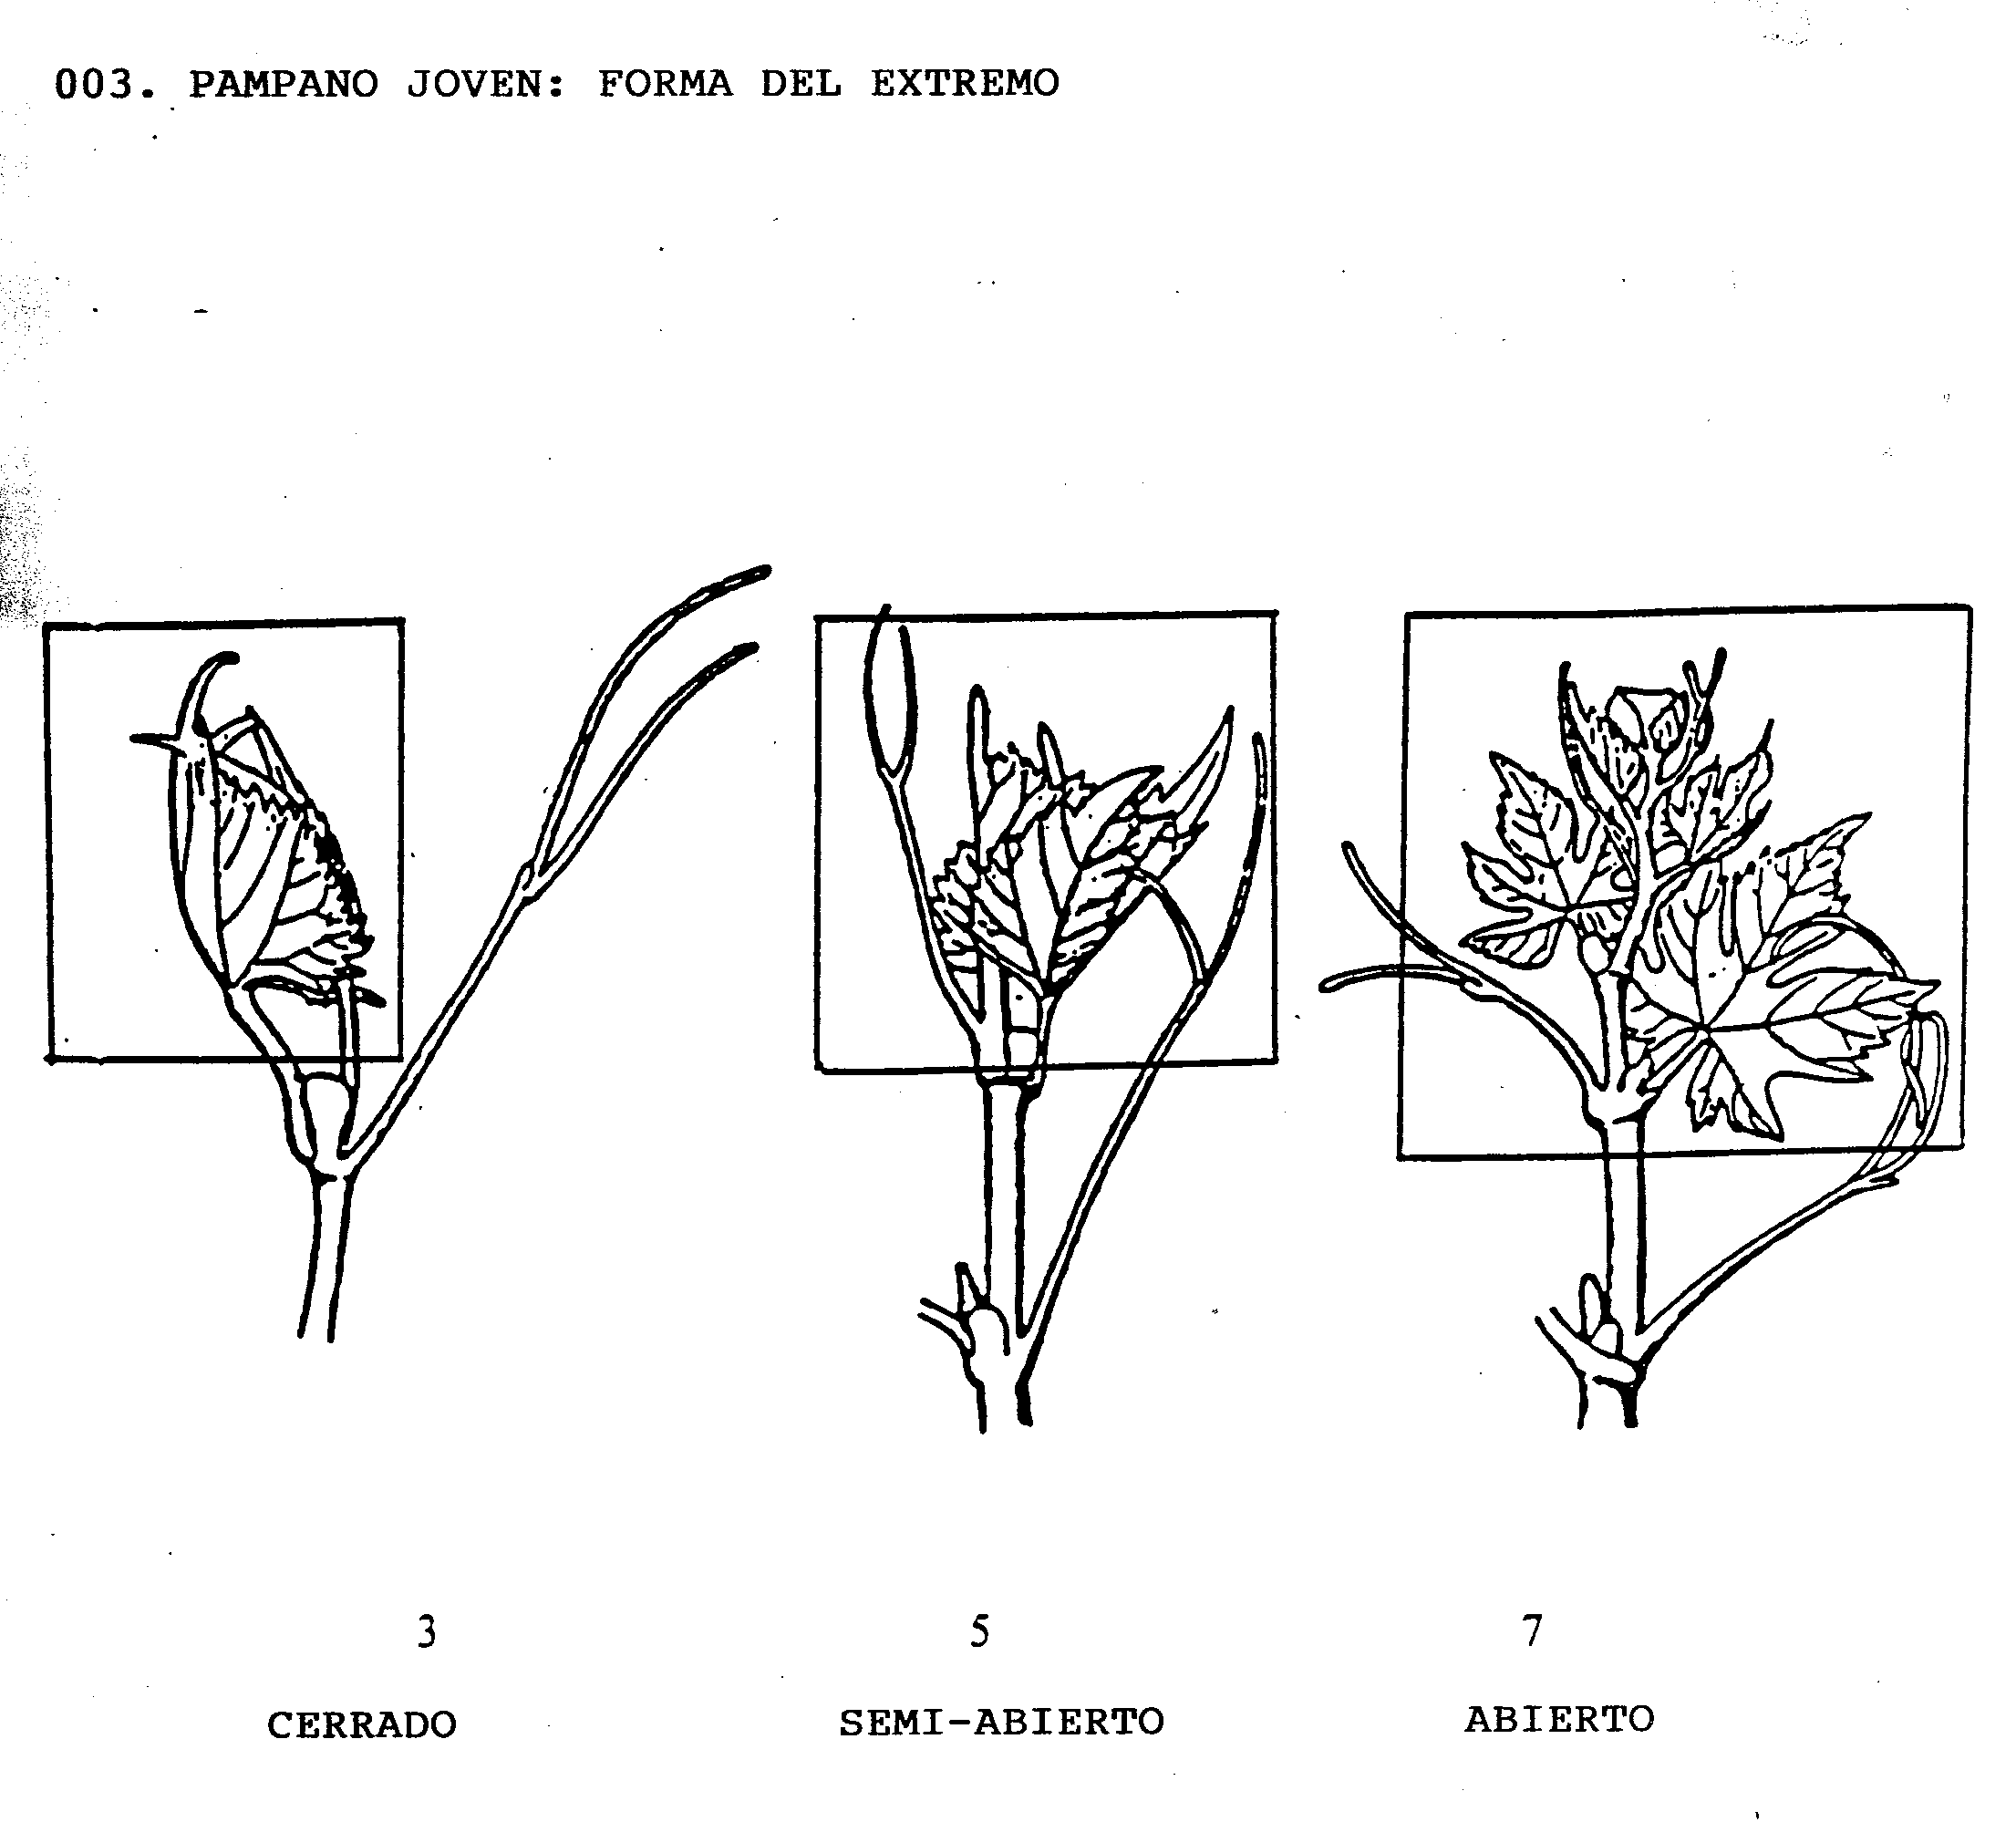 003. PAMPANO JOVEN: FORMA DEL EXTREMO
3 5 7
CERRADO SEMI-ABIERTO ABIERTO